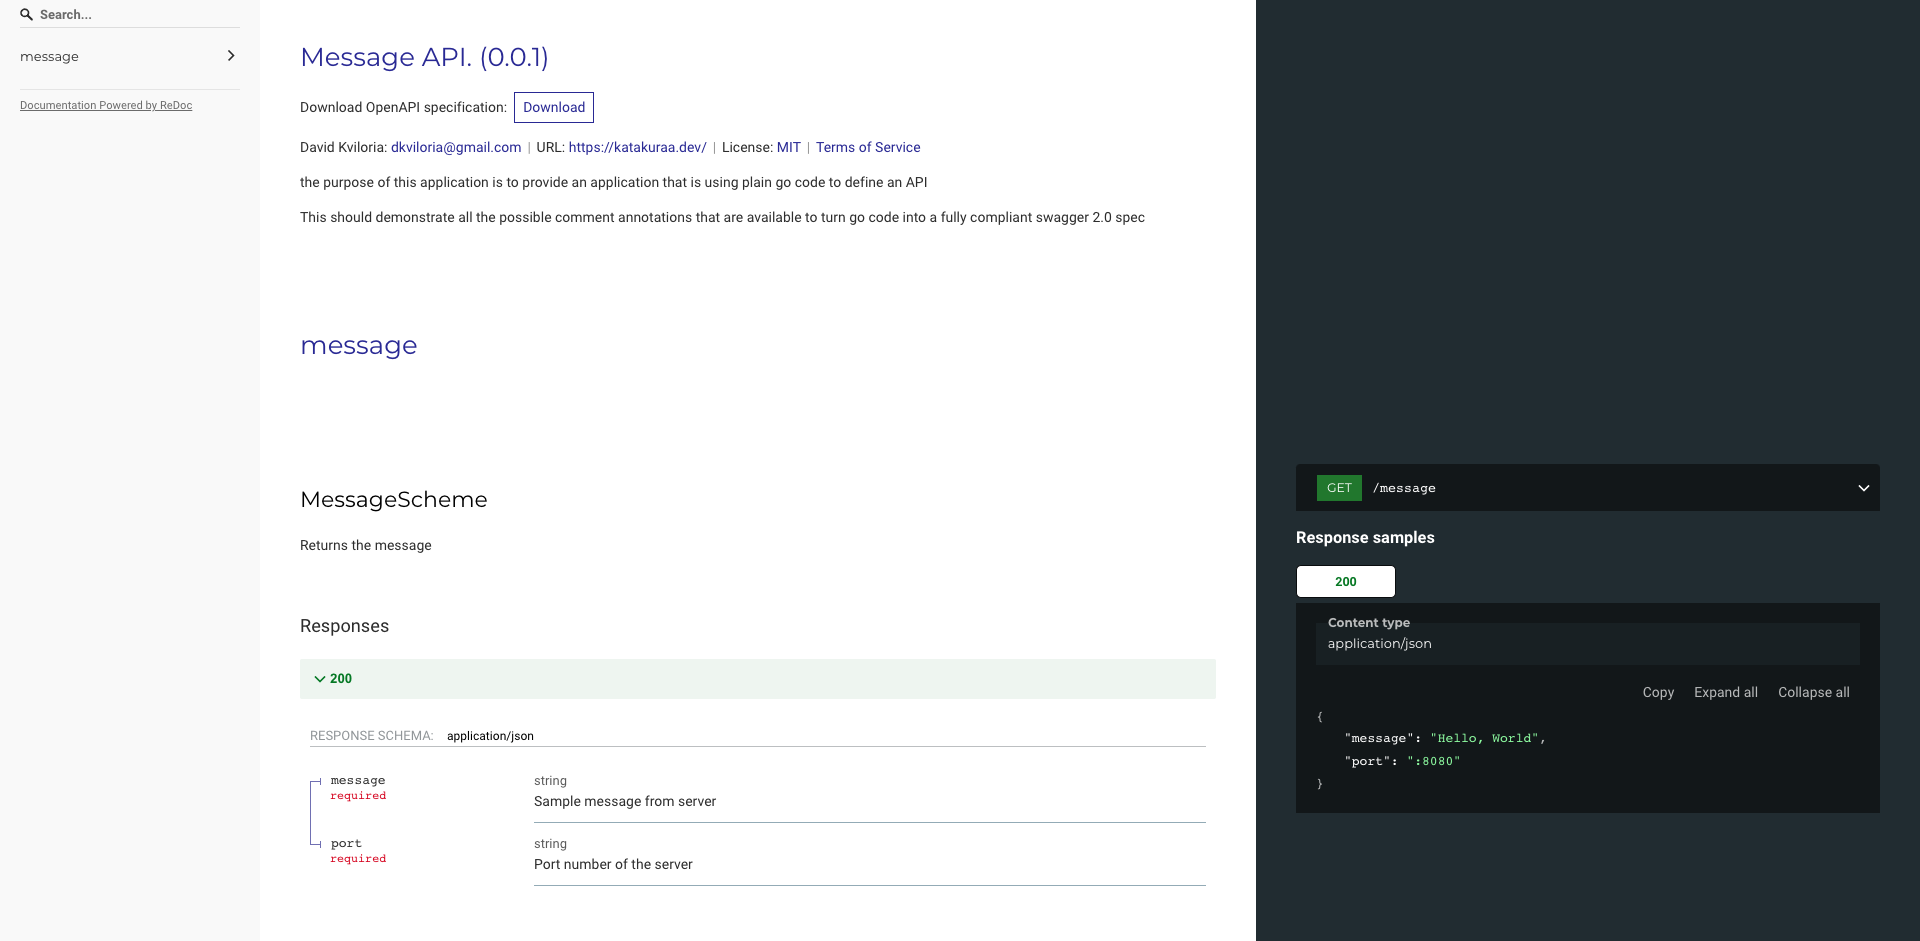 Search...
message
Documentation Powered by ReDoc
Message API. (0.0.1)
Download OpenAPI specification: Download
David Kviloria: dkviloria@gmail.com | URL: https://katakuraa.dev/ | License: MIT | Terms of Service
the purpose of this application is to provide an application that is using plain go code to define an API
This should demonstrate all the possible comment annotations that are available to turn go code into a fully compliant swagger 2.0 spec
message
MessageScheme
Returns the message
Responses
200
RESPONSE SCHEMA: application/json
message
required
string
Sample message from server
port
required
string
Port number of the server
GET /message
Response samples
200
Content type
application/json
Copy Expand all Collapse all
{
"message": "Hello, World",
"port": ":8080"
}